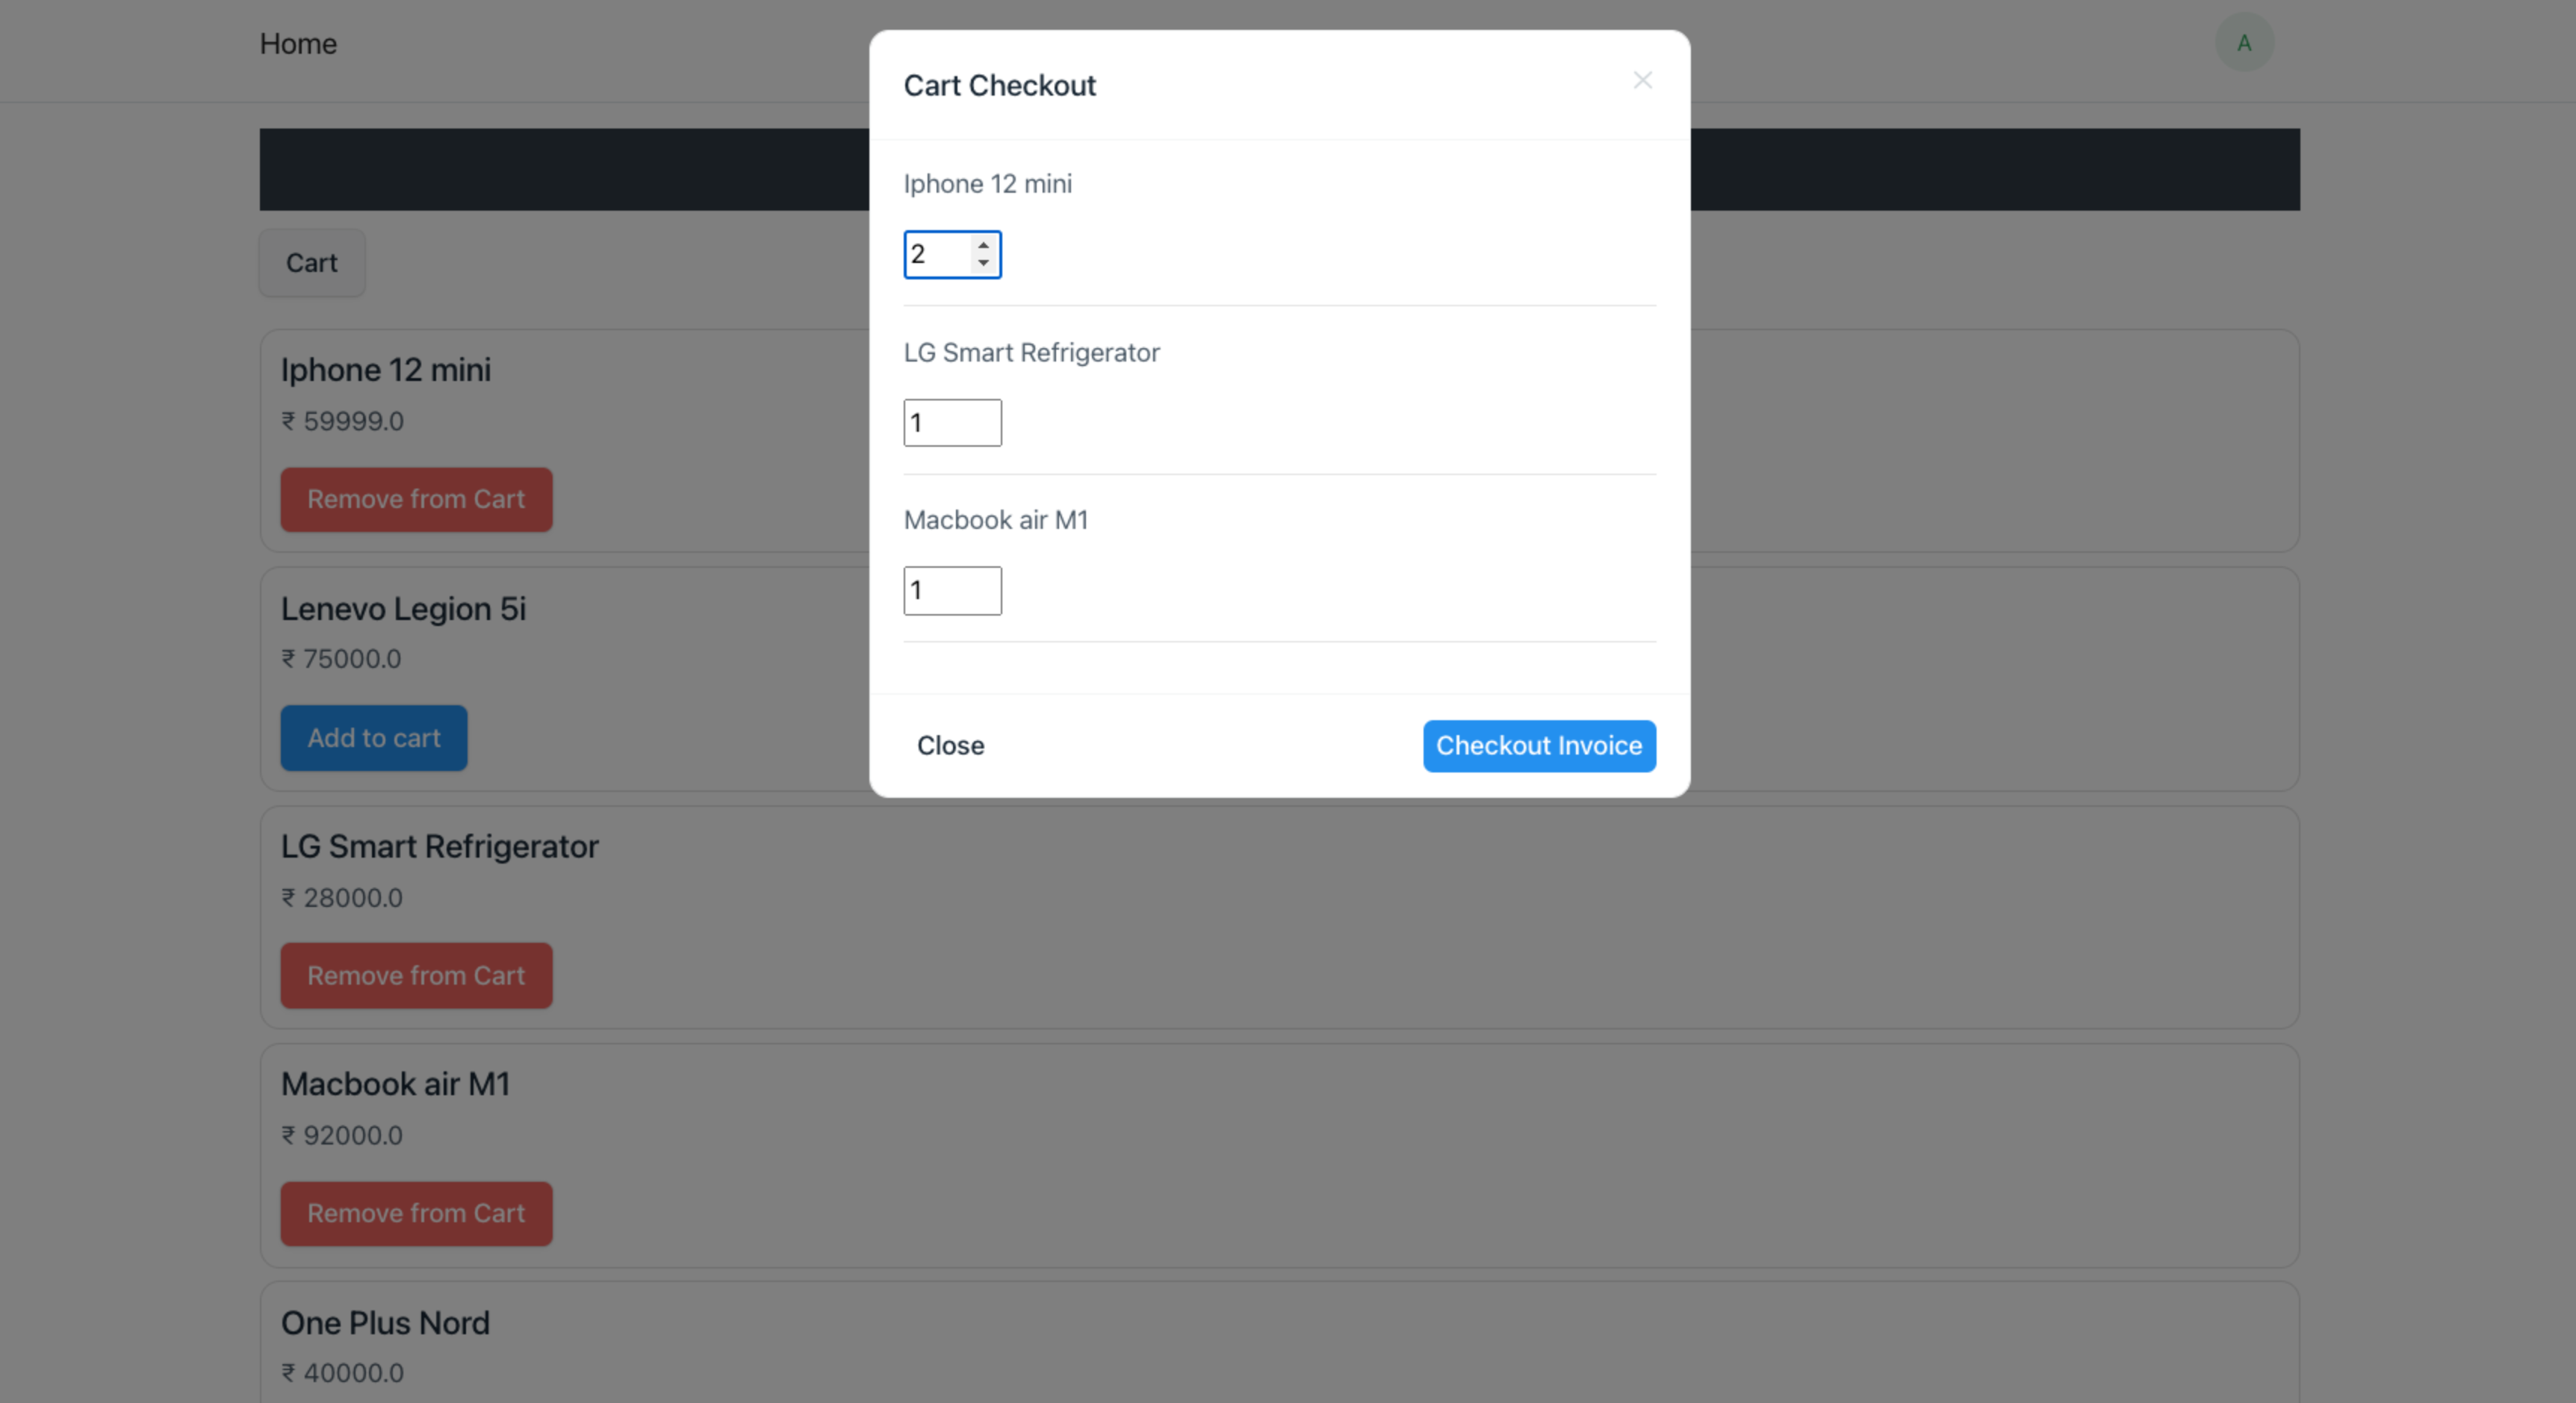 Home
A
Cart
Iphone 12 mini
₹ 59999.0
Remove from Cart
Lenevo Legion 5i
₹ 75000.0
Add to cart
LG Smart Refrigerator
₹ 28000.0
Remove from Cart
Macbook air M1
₹ 92000.0
Remove from Cart
One Plus Nord
₹ 40000.0
Cart Checkout
Iphone 12 mini
2
LG Smart Refrigerator
1
Macbook air M1
1
Close
Checkout Invoice